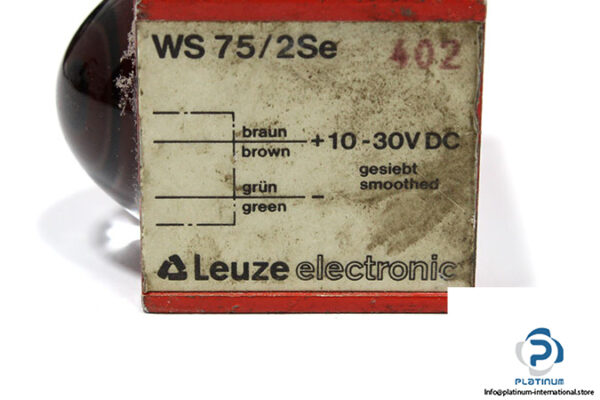 WS 75/2Se 402
braun
brown
+10-30V DC
gesiebt
smoothed
grün
green
–
Leuze electronic
PLATINUM
Info@platinum-international.store